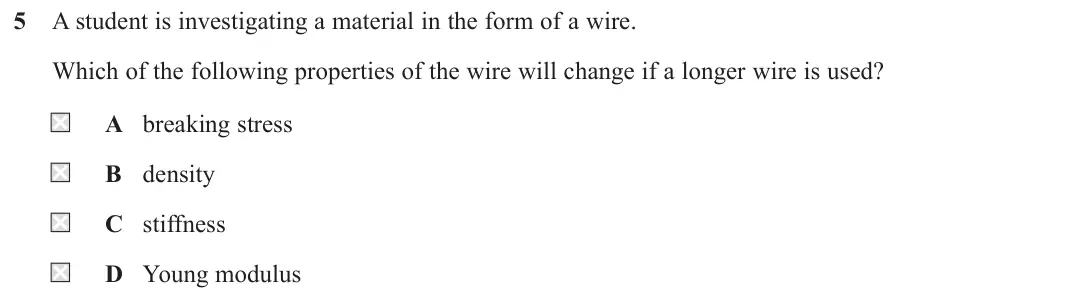 5 A student is investigating a material in the form of a wire.
Which of the following properties of the wire will change if a longer wire is used?
A breaking stress
B density
C stiffness
D Young modulus